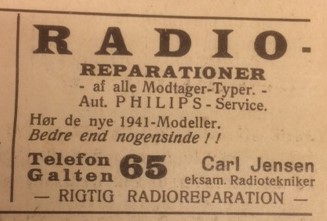 RADIO-
REPARATIONER
- af alle Modtager-Typer. -
Aut. PHILIPS - Service.
Hør de nye 1941-Modeller.
Bedre end nogensinde ! !
Telefon Galten 65 Carl Jensen
eksam. Radiotekniker
— RIGTIG RADIOREPARATION —